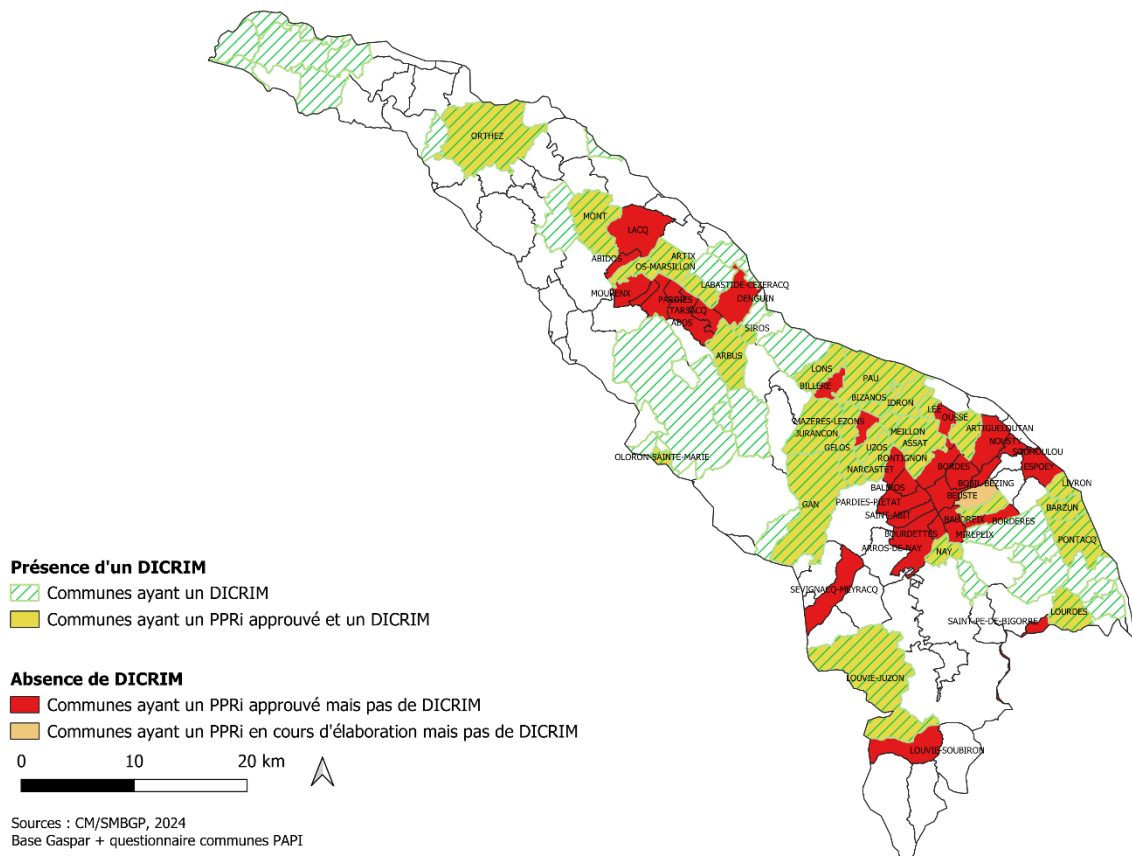 ORTHEZ
MONT
LACQ
ABIDOS
ARTIX
OS-MARSILLON
MOURENX
PARDIES
TARSACQ
ABOS
LABASTIDE-CEZERACQ
DENGUIN
SIROS
ARBUS
LONS
BILLERE
PAU
BIZANOS
IDRON
LEE
OUSSE
MAZERES-LEZONS
JURANCON
GELOS
UZOS
MEILLON
ASSAT
RONTIGNON
NARCASTET
ARTIGUELOUTAN
NOUSTY
SOUMOULOU
ESPOEY
BORDES
BOEIL-BEZING
BALIROS
BEUSTE
LIVRON
BARZUN
OLORON-SAINTE-MARIE
GAN
PARDIES-PIETAT
SAINT-ABIT
BAUDREIX
BORDERES
PONTACQ
BOURDETTES
MIREPEIX
ARROS-DE-NAY
NAY
SEVIGNACQ-MEYRACQ
LOURDES
SAINT-PE-DE-BIGORRE
LOUVIE-JUZON
LOUVIE-SOUBIRON
Présence d'un DICRIM
Communes ayant un DICRIM
Communes ayant un PPRi approuvé et un DICRIM
Absence de DICRIM
Communes ayant un PPRi approuvé mais pas de DICRIM
Communes ayant un PPRi en cours d'élaboration mais pas de DICRIM
0 10 20 km
Sources : CM/SMBGP, 2024
Base Gaspar + questionnaire communes PAPI